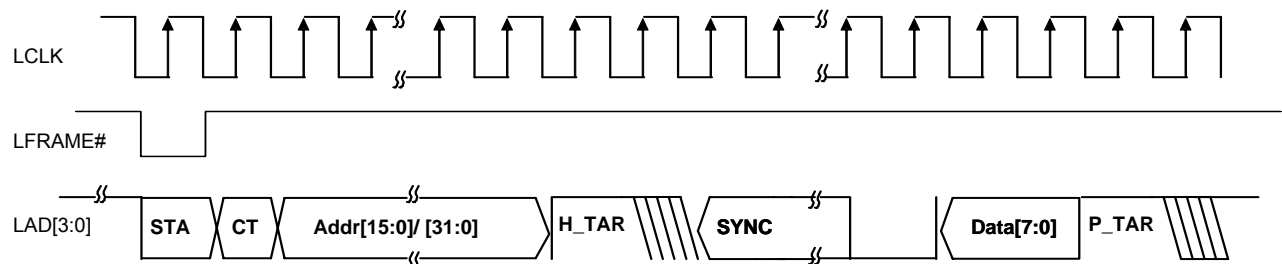 LCLK
LFRAME#
LAD[3:0]
STA CT Addr[15:0]/ [31:0] H_TAR SYNC Data[7:0] P_TAR